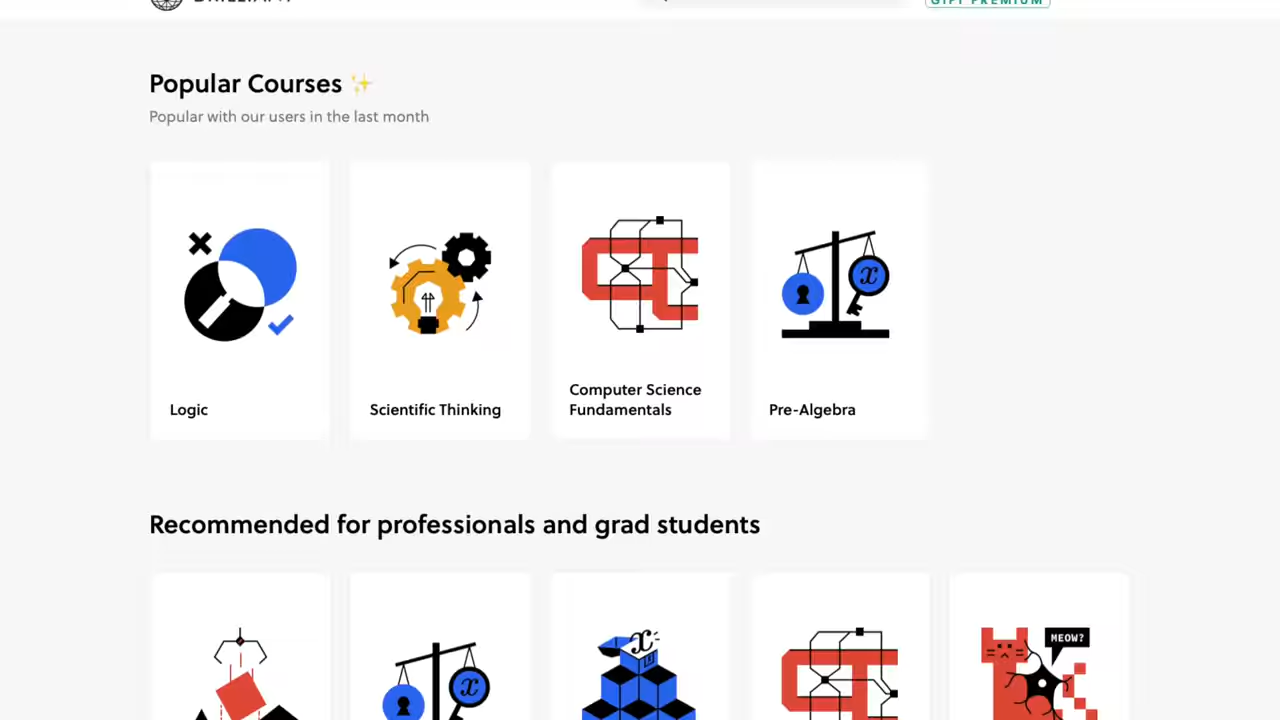 BRILLIANT
GIFT PREMIUM
Popular Courses ✨
Popular with our users in the last month
Logic
Scientific Thinking
Computer Science
Fundamentals
Pre-Algebra
x
Recommended for professionals and grad students
x
x
MEOW?